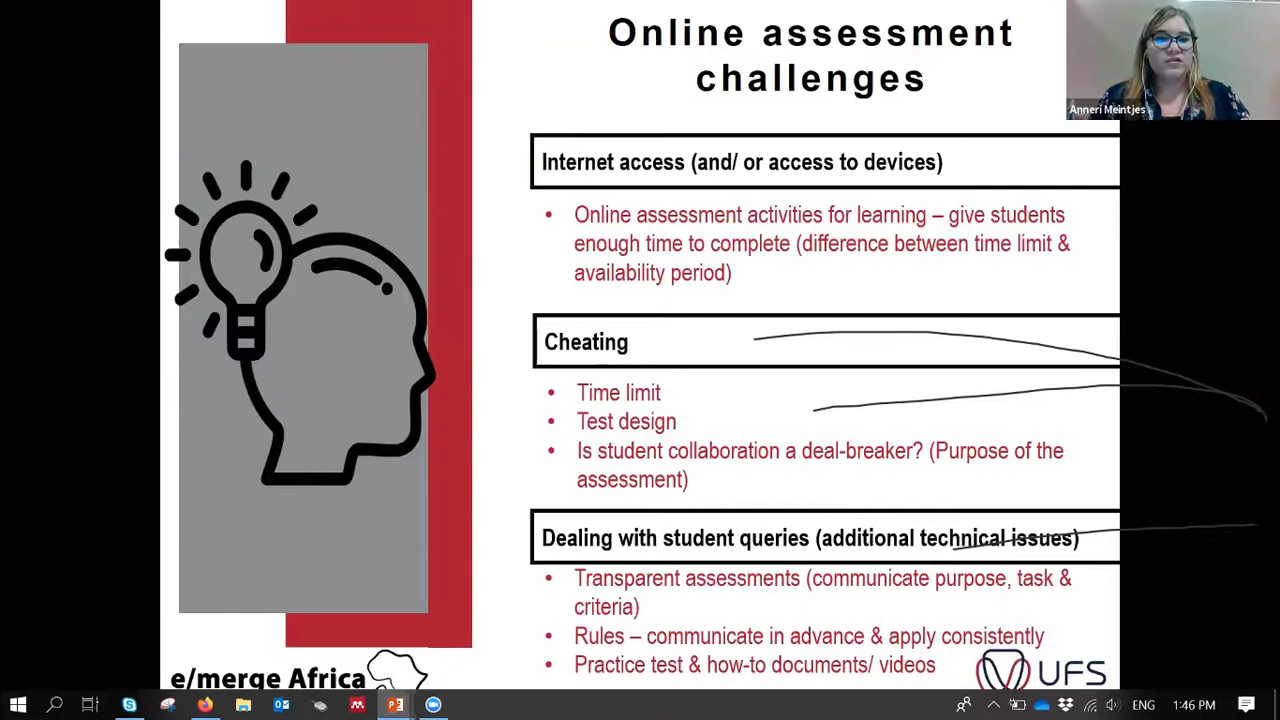 Online assessment
challenges
Anneri Meintjes
Internet access (and/ or access to devices)
• Online assessment activities for learning – give students
enough time to complete (difference between time limit &
availability period)
Cheating
• Time limit
• Test design
• Is student collaboration a deal-breaker? (Purpose of the
assessment)
Dealing with student queries (additional technical issues)
• Transparent assessments (communicate purpose, task &
criteria)
• Rules – communicate in advance & apply consistently
• Practice test & how-to documents/ videos
e/merge Africa
UFS
ENG
1:46 PM